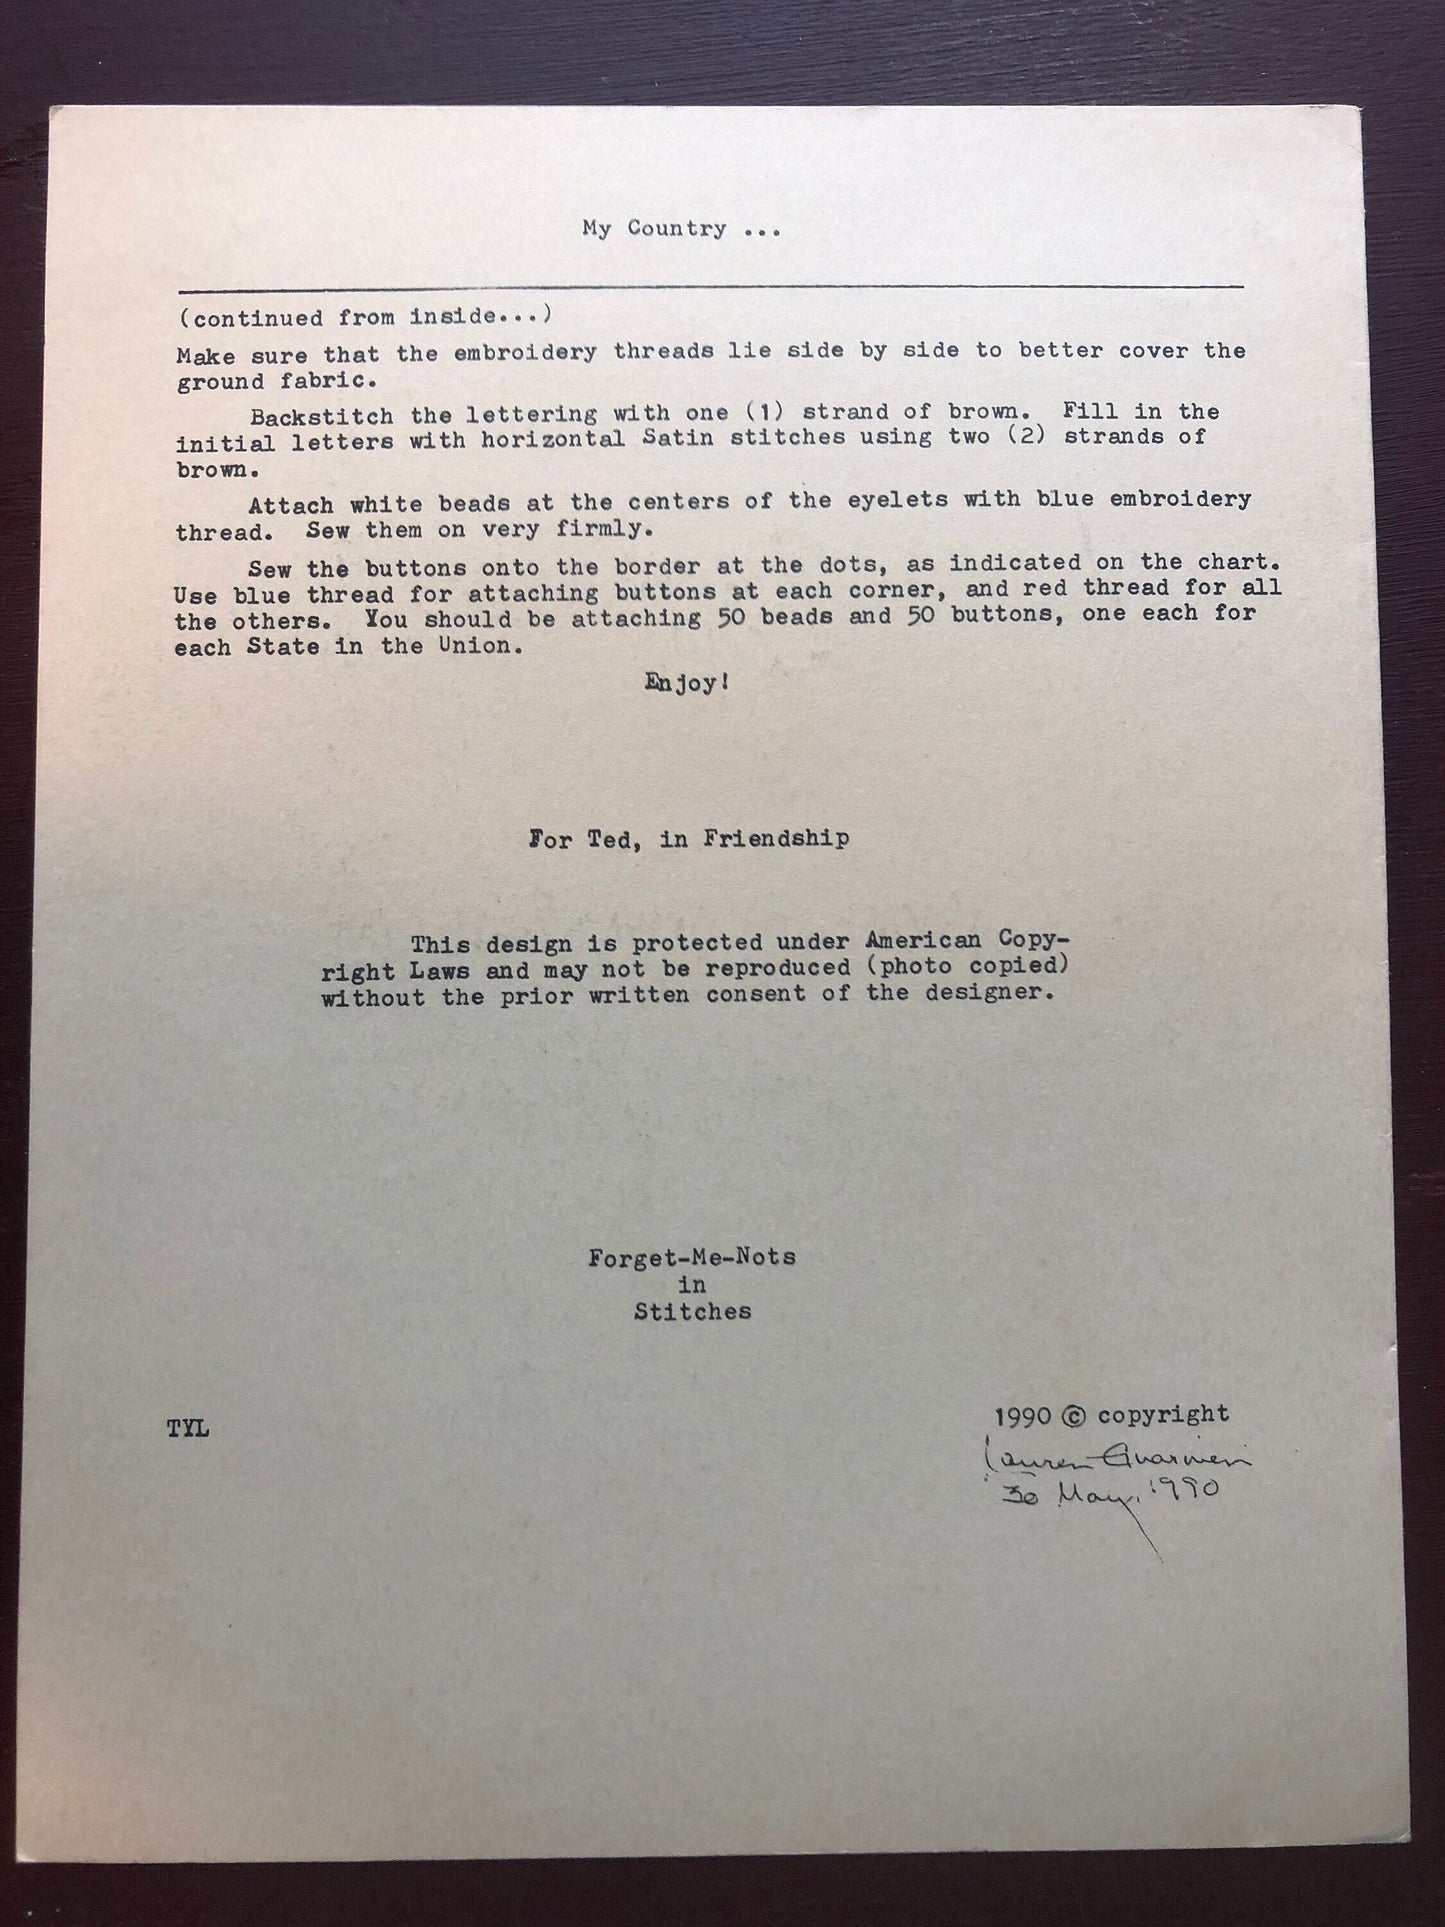 My Country ...
(continued from inside...)
Make sure that the embroidery threads lie side by side to better cover the
ground fabric.
Backstitch the lettering with one (1) strand of brown. Fill in the
initial letters with horizontal Satin stitches using two (2) strands of
brown.
Attach white beads at the centers of the eyelets with blue embroidery
thread. Sew them on very firmly.
Sew the buttons onto the border at the dots, as indicated on the chart.
Use blue thread for attaching buttons at each corner, and red thread for all
the others. You should be attaching 50 beads and 50 buttons, one each for
each State in the Union.
Enjoy!
For Ted, in Friendship
This design is protected under American Copy-
right Laws and may not be reproduced (photo copied)
without the prior written consent of the designer.
Forget-Me-Nots
in
Stitches
TYL
1990 © copyright
Lauren
30 May, 1990